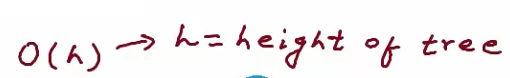 O(h) → h = height of tree